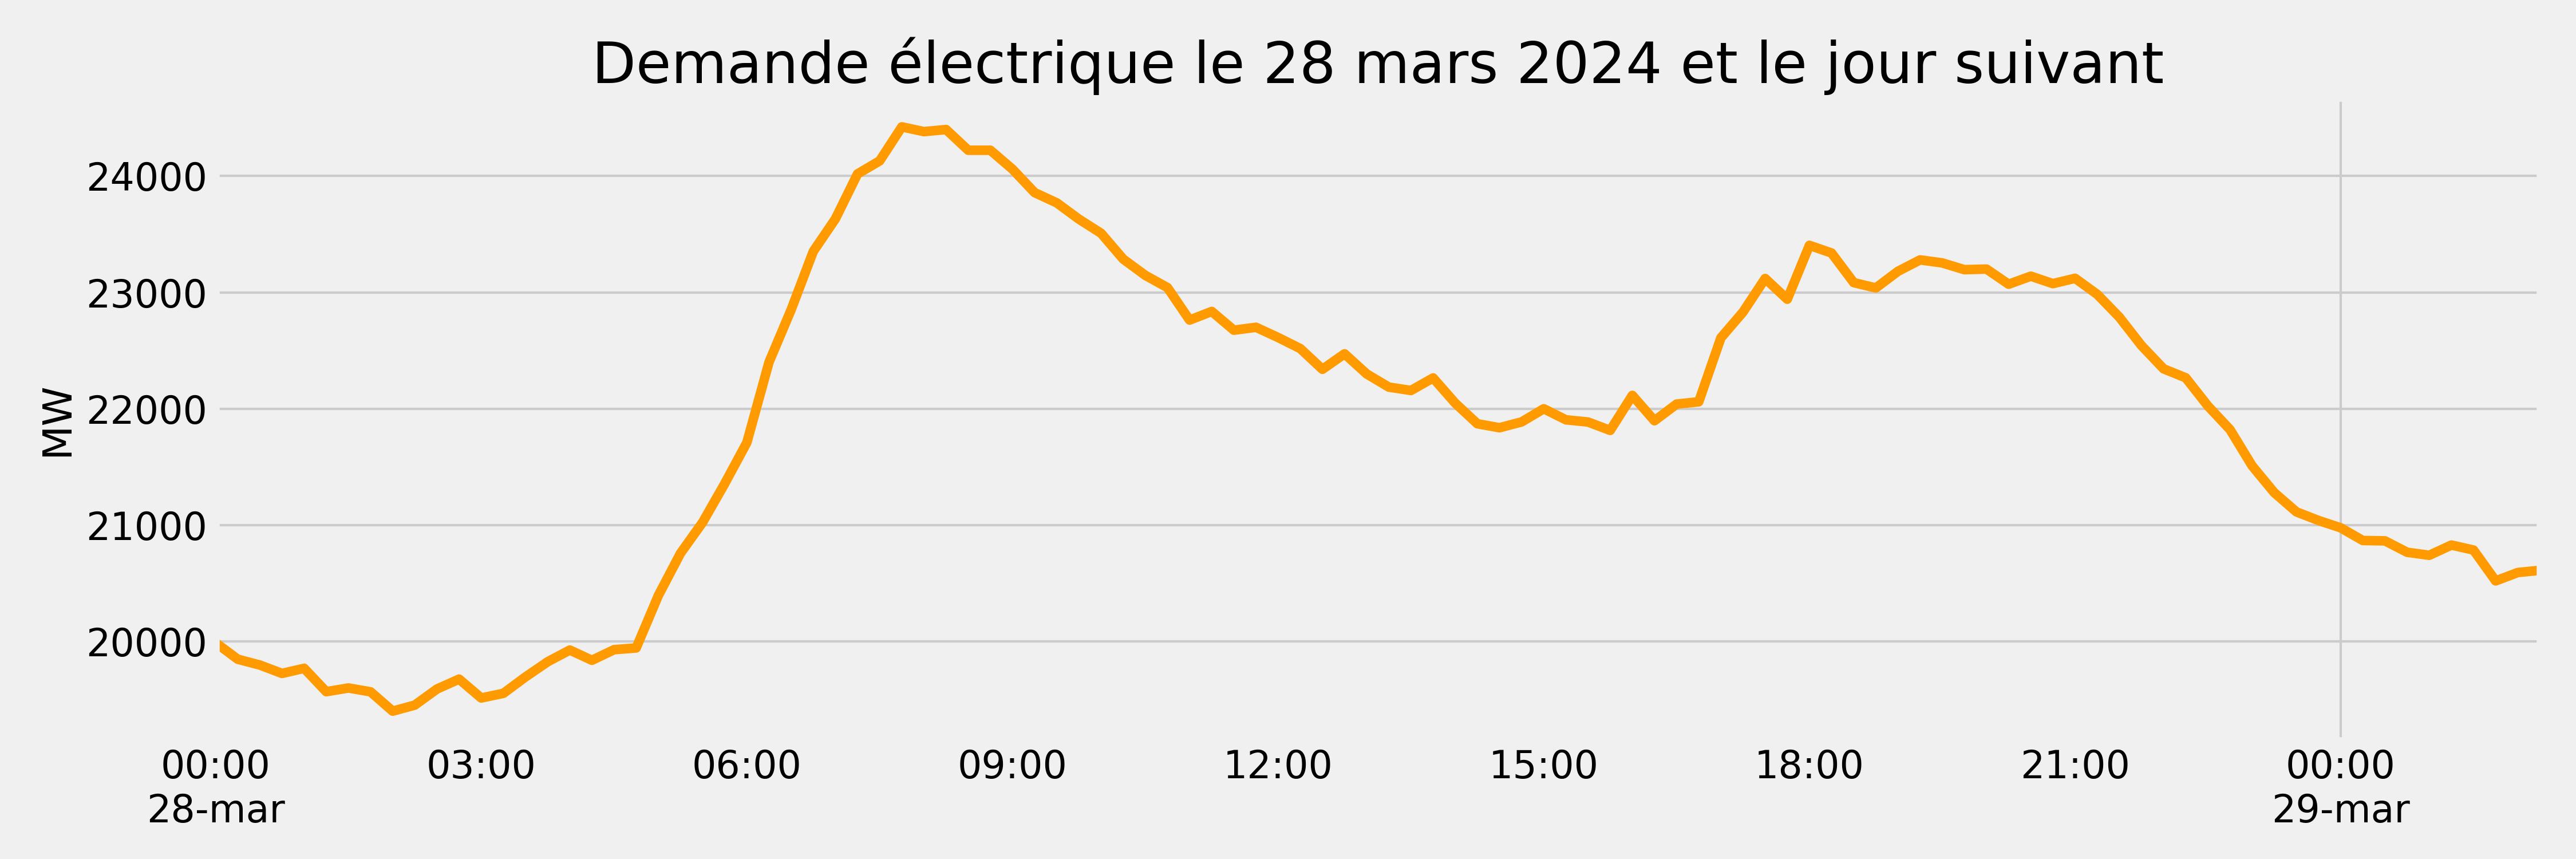 Demande électrique le 28 mars 2024 et le jour suivant
MW
24000
23000
22000
21000
20000
00:00 03:00 06:00 09:00 12:00 15:00 18:00 21:00 00:00
28-mar 29-mar